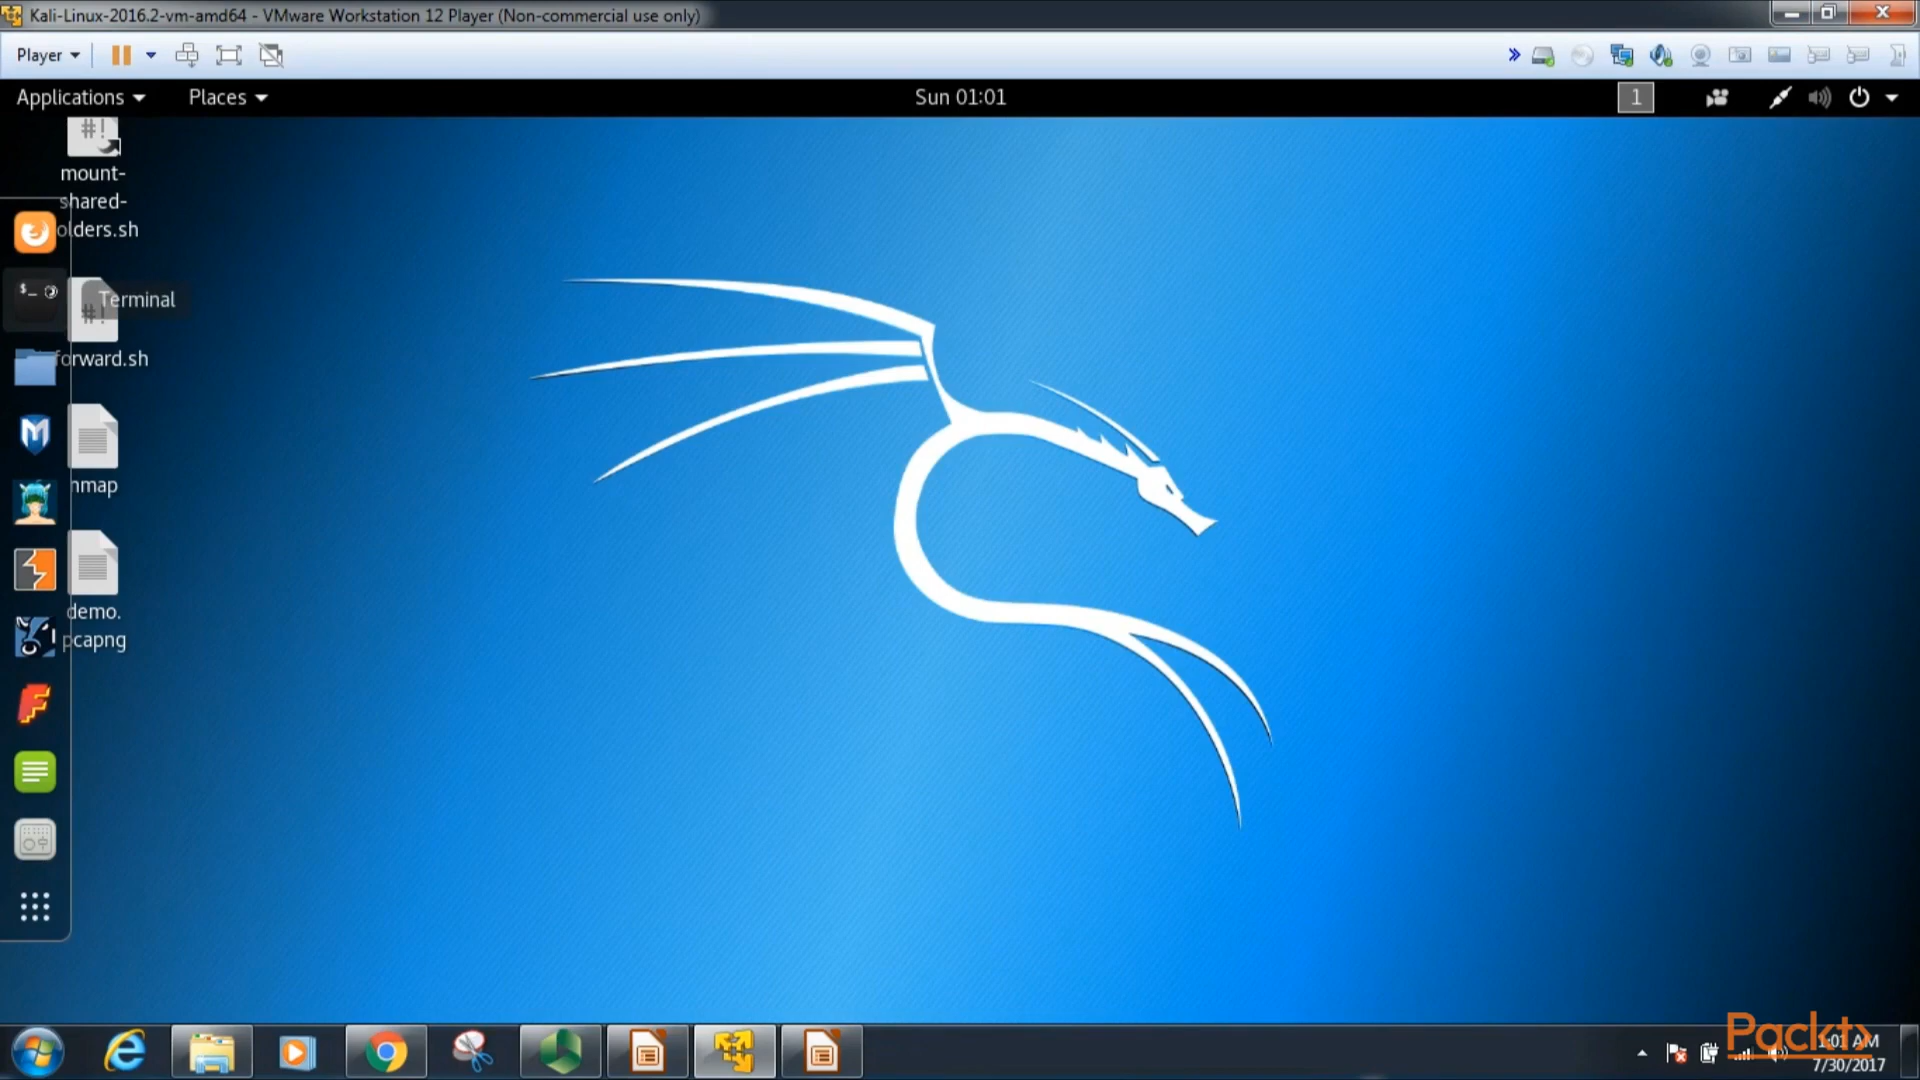 Kali-Linux-2016.2-vm-amd64 - VMware Workstation 12 Player (Non-commercial use only)
Player
Applications Places Sun 01:01 1
mount-
shared-
olders.sh
$_
Terminal
#!
forward.sh
nmap
demo.
pcapng
Packt
1:01 AM
7/30/2017